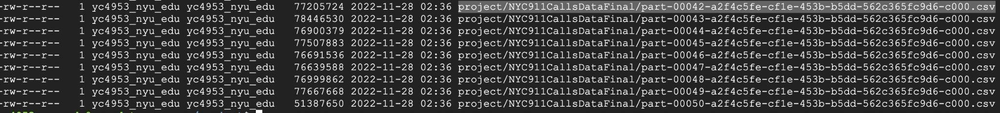 -rw-r--r-- 1 yc4953_nyu_edu yc4953_nyu_edu 77205724 2022-11-28 02:36 project/NYC911CallsDataFinal/part-00042-a2f4c5fe-cf1e-453b-b5dd-562c365fc9d6-c000.csv
-rw-r--r-- 1 yc4953_nyu_edu yc4953_nyu_edu 78446530 2022-11-28 02:36 project/NYC911CallsDataFinal/part-00043-a2f4c5fe-cf1e-453b-b5dd-562c365fc9d6-c000.csv
-rw-r--r-- 1 yc4953_nyu_edu yc4953_nyu_edu 76900379 2022-11-28 02:36 project/NYC911CallsDataFinal/part-00044-a2f4c5fe-cf1e-453b-b5dd-562c365fc9d6-c000.csv
-rw-r--r-- 1 yc4953_nyu_edu yc4953_nyu_edu 77507883 2022-11-28 02:36 project/NYC911CallsDataFinal/part-00045-a2f4c5fe-cf1e-453b-b5dd-562c365fc9d6-c000.csv
-rw-r--r-- 1 yc4953_nyu_edu yc4953_nyu_edu 76691536 2022-11-28 02:36 project/NYC911CallsDataFinal/part-00046-a2f4c5fe-cf1e-453b-b5dd-562c365fc9d6-c000.csv
-rw-r--r-- 1 yc4953_nyu_edu yc4953_nyu_edu 76639588 2022-11-28 02:36 project/NYC911CallsDataFinal/part-00047-a2f4c5fe-cf1e-453b-b5dd-562c365fc9d6-c000.csv
-rw-r--r-- 1 yc4953_nyu_edu yc4953_nyu_edu 76999862 2022-11-28 02:36 project/NYC911CallsDataFinal/part-00048-a2f4c5fe-cf1e-453b-b5dd-562c365fc9d6-c000.csv
-rw-r--r-- 1 yc4953_nyu_edu yc4953_nyu_edu 77667668 2022-11-28 02:36 project/NYC911CallsDataFinal/part-00049-a2f4c5fe-cf1e-453b-b5dd-562c365fc9d6-c000.csv
-rw-r--r-- 1 yc4953_nyu_edu yc4953_nyu_edu 51387650 2022-11-28 02:36 project/NYC911CallsDataFinal/part-00050-a2f4c5fe-cf1e-453b-b5dd-562c365fc9d6-c000.csv